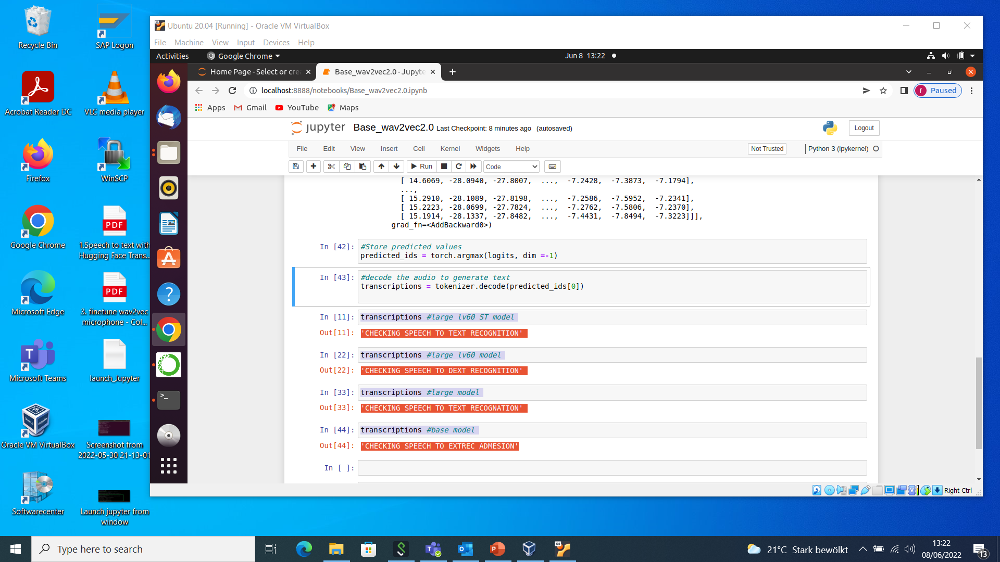 Recycle Bin
SAP Logon
Acrobat Reader DC
VLC media player
Firefox
WinSCP
Google Chrome
1.Speech to text with
Hugging Face Trans...
Microsoft Edge
3. finetune wav2vec
microphone - Col...
Microsoft Teams
launch_Jupyter
Oracle VM VirtualBox
Screenshot from
2022-05-30 21-13-01
Softwarecenter
Launch jupyter from
window
PDF
PDF
Ubuntu 20.04 [Running] - Oracle VM VirtualBox
File Machine View Input Devices Help
Activities Google Chrome Jun 8 13:22
Home Page - Select or cre
Base_wav2vec2.0 - Jupyte
localhost:8888/notebooks/Base_wav2vec2.0.ipynb
f Paused
Apps Gmail YouTube Maps
jupyter Base_wav2vec2.0 Last Checkpoint: 8 minutes ago (autosaved)
Logout
File Edit View Insert Cell Kernel Widgets Help
Not Trusted Python 3 (ipykernel)
Run Code
[ 14.6069, -28.0940, -27.8007, ..., -7.2428, -7.3873, -7.1794],
...,
[ 15.2910, -28.1089, -27.8198, ..., -7.2586, -7.5952, -7.2341],
[ 15.2223, -28.0699, -27.7824, ..., -7.2762, -7.5806, -7.2370],
[ 15.1914, -28.1337, -27.8482, ..., -7.4431, -7.8494, -7.3223]]],
grad_fn=<AddBackward0>)
In [42]: #Store predicted values
predicted_ids = torch.argmax(logits, dim =-1)
In [43]: #decode the audio to generate text
transcriptions = tokenizer.decode(predicted_ids[0])
In [11]: transcriptions #large lv60 ST model
Out[11]: 'CHECKING SPEECH TO TEXT RECOGNITION'
In [22]: transcriptions #large lv60 model
Out[22]: 'CHECKING SPEECH TO DEXT RECOGNITION'
In [33]: transcriptions #large model
Out[33]: 'CHECKING SPEECH TO TEXT RECOGNATION'
In [44]: transcriptions #base model
Out[44]: 'CHECKING SPEECH TO EXTREC ADMESION'
In [ ]:
Right Ctrl
Type here to search
21°C Stark bewölkt
13:22
08/06/2022
13